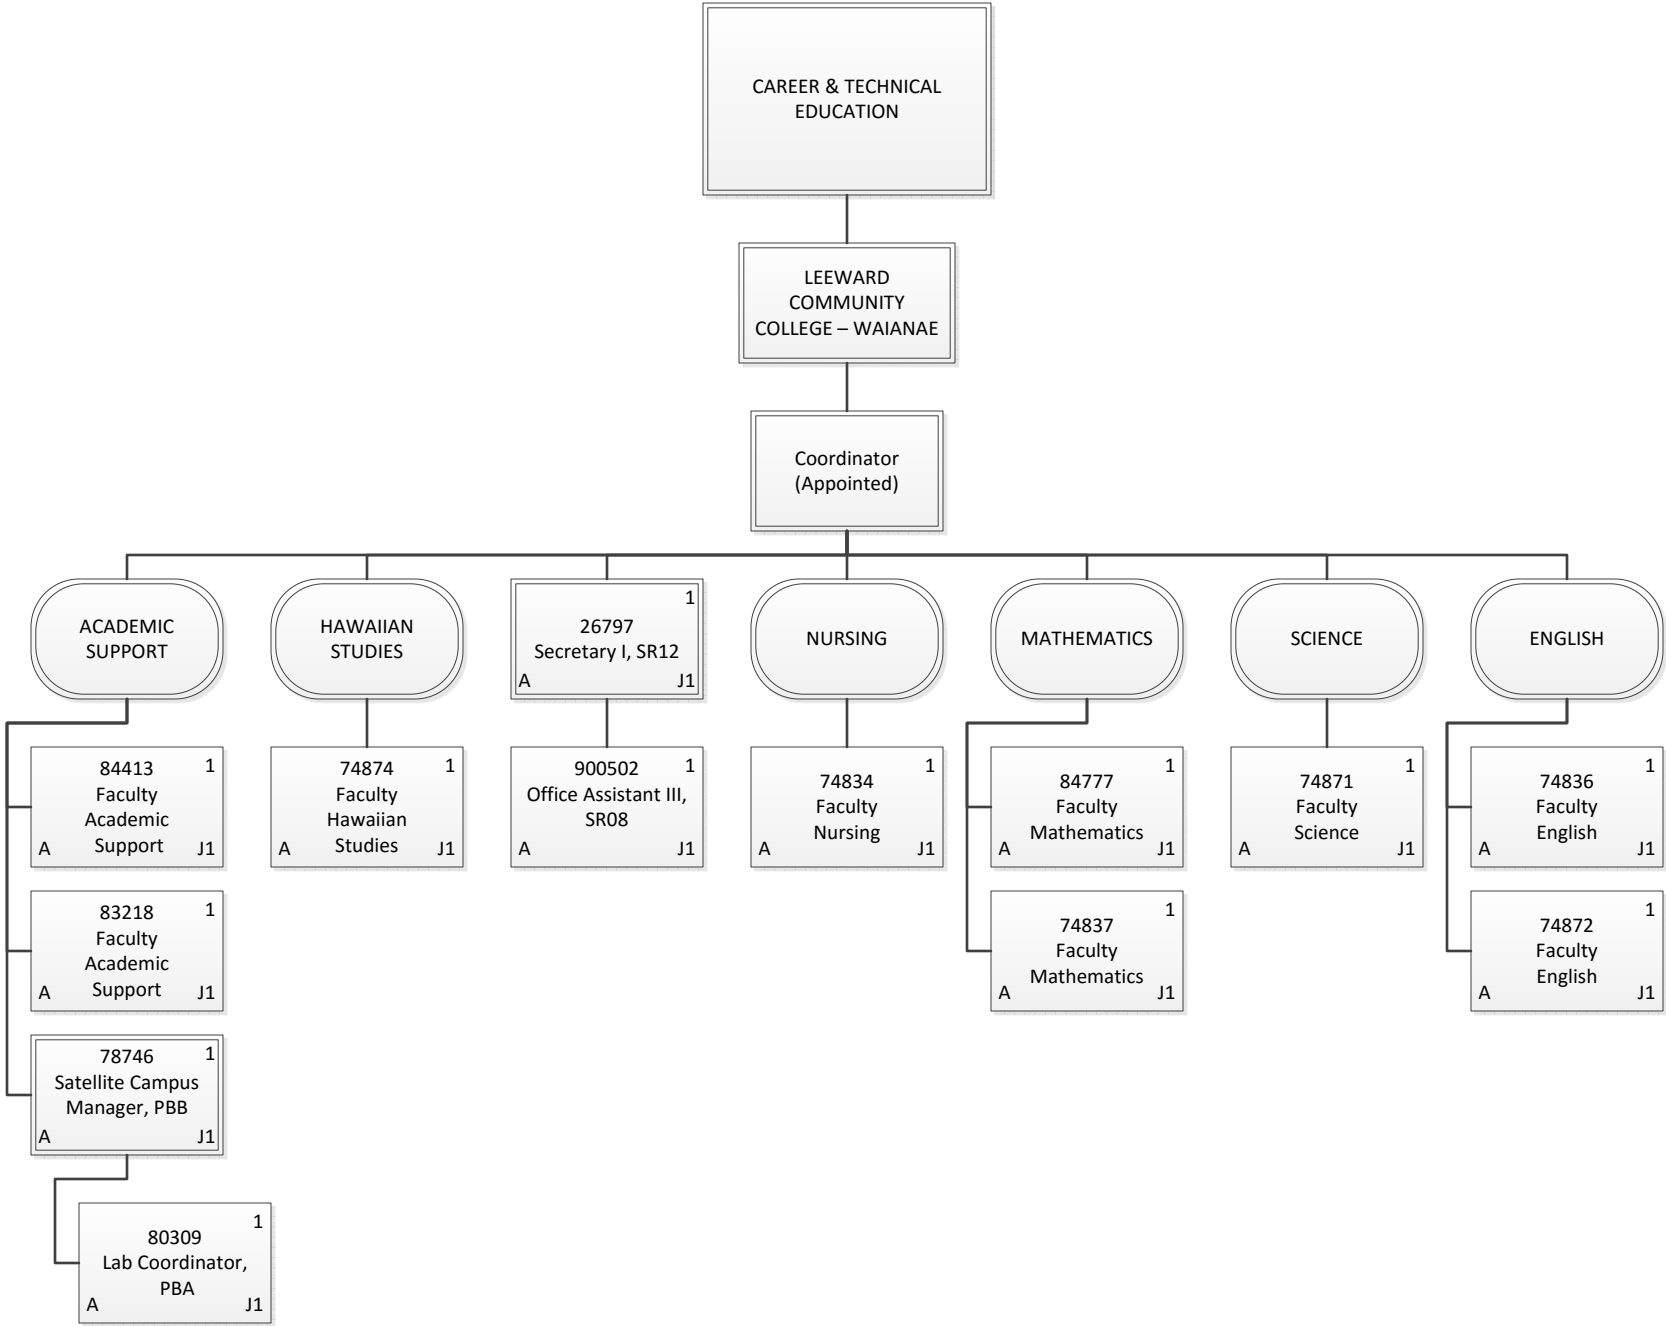 CAREER & TECHNICAL
EDUCATION
LEEWARD
COMMUNITY
COLLEGE – WAIANAE
Coordinator
(Appointed)
ACADEMIC
SUPPORT
HAWAIIAN
STUDIES
1
26797
Secretary I, SR12
A J1
NURSING
MATHEMATICS
SCIENCE
ENGLISH
84413 1
Faculty
Academic
Support
A J1
74874 1
Faculty
Hawaiian
Studies
A J1
900502 1
Office Assistant III,
SR08
A J1
1
74834
Faculty
Nursing
A J1
1
84777
Faculty
Mathematics
A J1
1
74871
Faculty
Science
A J1
1
74836
Faculty
English
A J1
83218 1
Faculty
Academic
Support
A J1
1
74837
Faculty
Mathematics
A J1
1
74872
Faculty
English
A J1
78746 1
Satellite Campus
Manager, PBB
A J1
1
80309
Lab Coordinator,
PBA
A J1